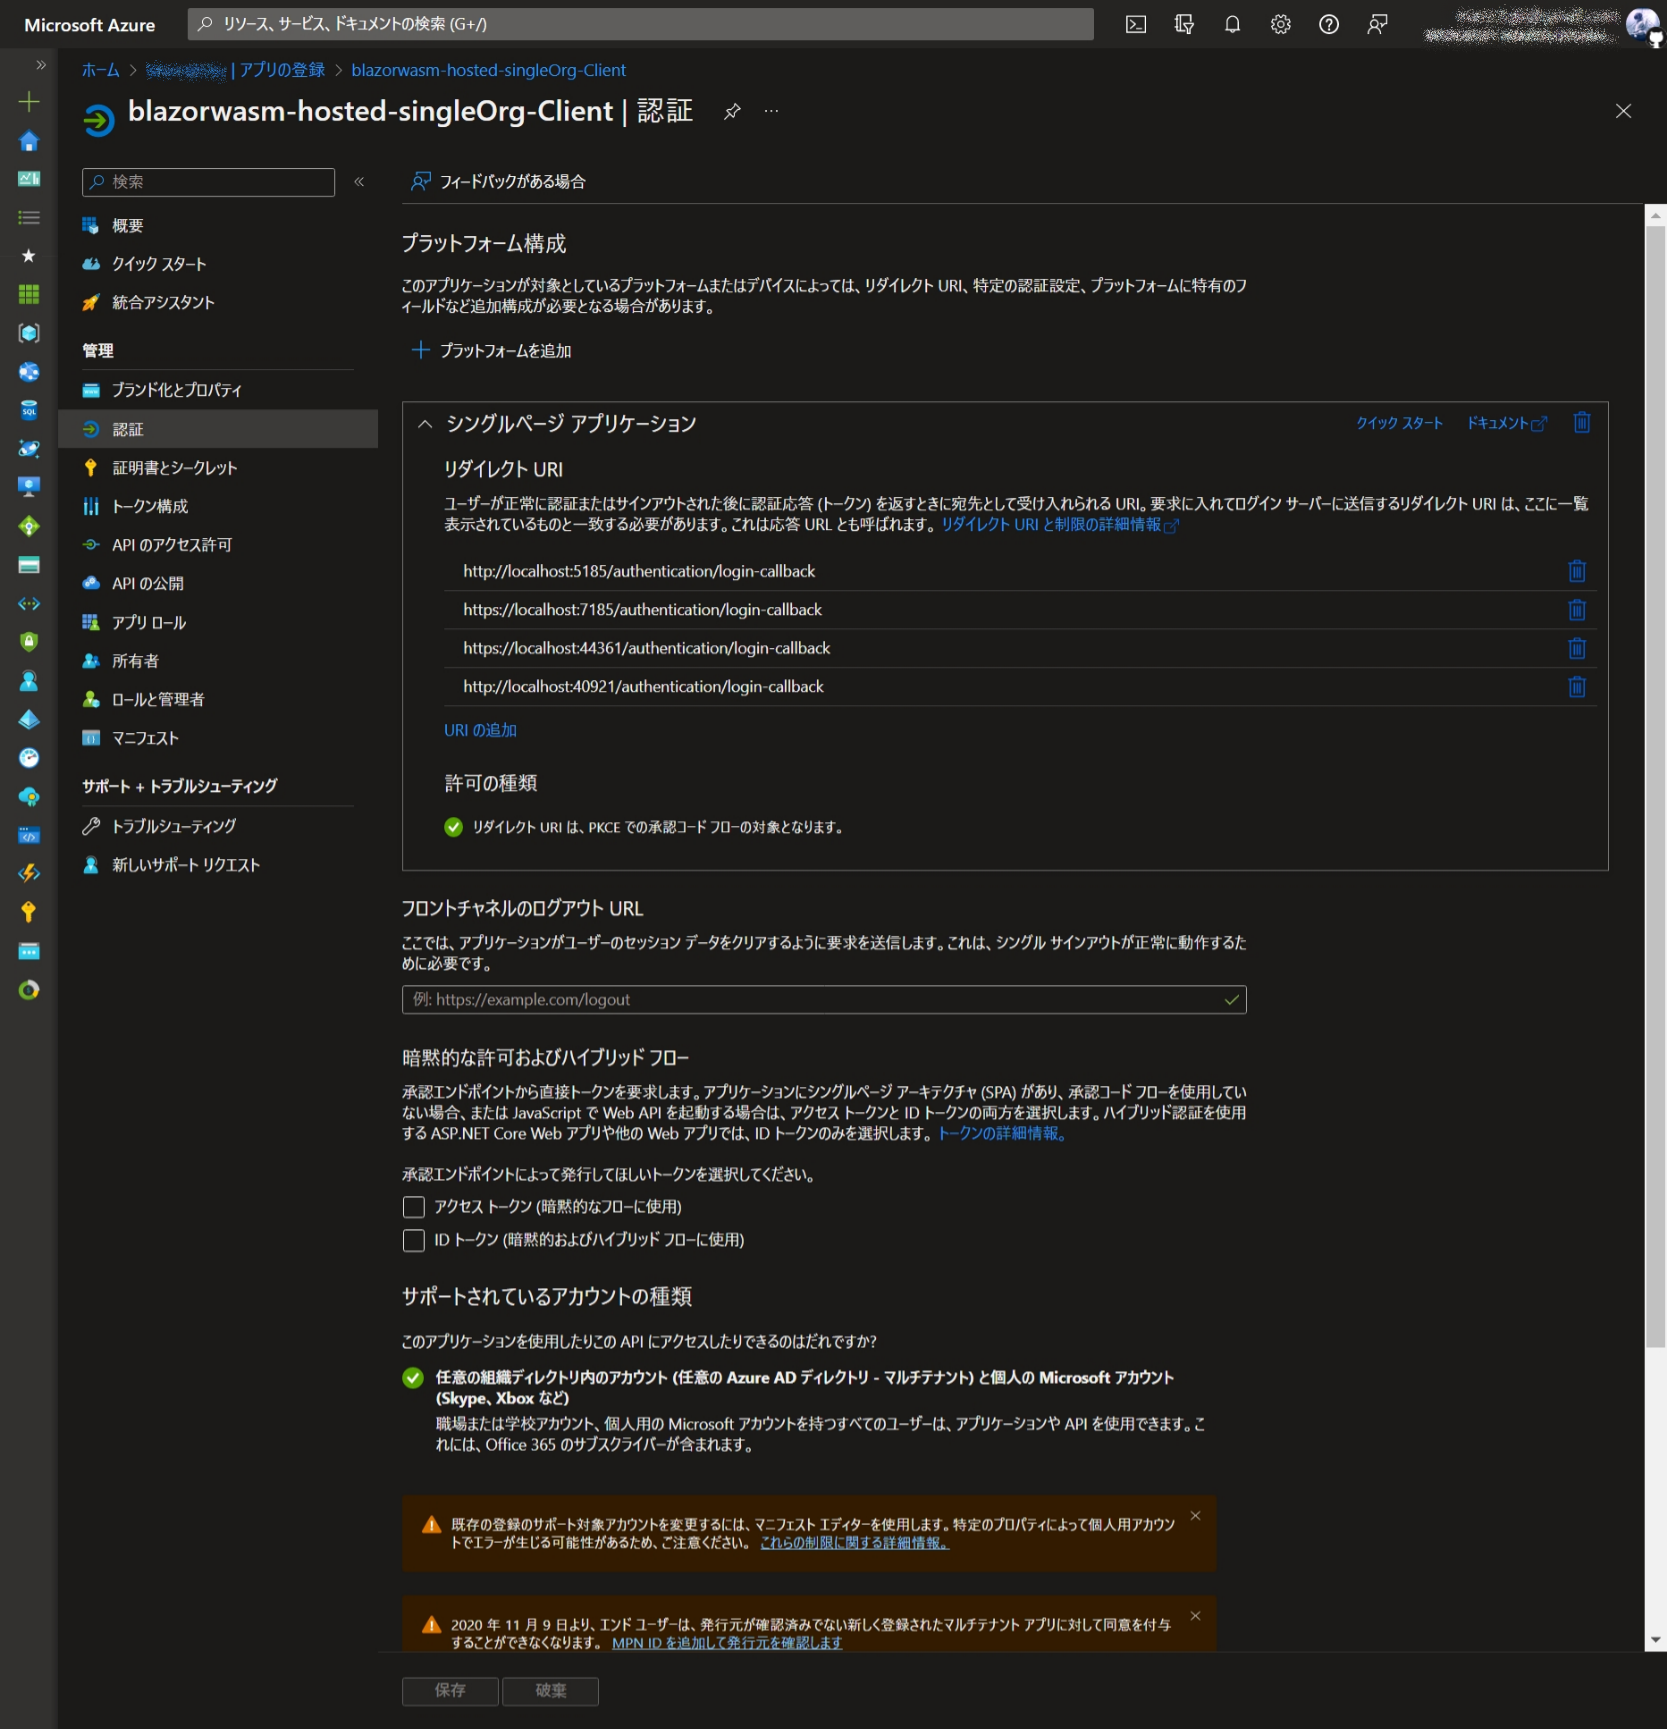 Microsoft Azure
リソース、サービス、ドキュメントの検索 (G+/)
ホーム > | アプリの登録 > blazorwasm-hosted-singleOrg-Client
blazorwasm-hosted-singleOrg-Client | 認証
検索
概要
クイック スタート
統合アシスタント
管理
ブランド化とプロパティ
認証
証明書とシークレット
トークン構成
API のアクセス許可
API の公開
アプリ ロール
所有者
ロールと管理者
マニフェスト
サポート + トラブルシューティング
トラブルシューティング
新しいサポート リクエスト
フィードバックがある場合
プラットフォーム構成
このアプリケーションが対象としているプラットフォームまたはデバイスによっては、リダイレクト URI、特定の認証設定、プラットフォームに特有のフ
ィールドなど追加構成が必要となる場合があります。
プラットフォームを追加
シングルページ アプリケーション
クイック スタート ドキュメント
リダイレクト URI
ユーザーが正常に認証またはサインアウトされた後に認証応答 (トークン) を返すときに宛先として受け入れられる URI。要求に入れてログイン サーバーに送信するリダイレクト URI は、ここに一覧
表示されているものと一致する必要があります。これは応答 URL とも呼ばれます。リダイレクト URI と制限の詳細情報
http://localhost:5185/authentication/login-callback
https://localhost:7185/authentication/login-callback
https://localhost:44361/authentication/login-callback
http://localhost:40921/authentication/login-callback
URI の追加
許可の種類
リダイレクト URI は、PKCE での承認コード フローの対象となります。
フロントチャネルのログアウト URL
ここでは、アプリケーションがユーザーのセッション データをクリアするように要求を送信します。これは、シングル サインアウトが正常に動作するた
めに必要です。
例: https://example.com/logout
暗黙的な許可およびハイブリッド フロー
承認エンドポイントから直接トークンを要求します。アプリケーションにシングルページ アーキテクチャ (SPA) があり、承認コード フローを使用してい
ない場合、または JavaScript で Web API を起動する場合は、アクセス トークンと ID トークンの両方を選択します。ハイブリッド認証を使用
する ASP.NET Core Web アプリや他の Web アプリでは、ID トークンのみを選択します。トークンの詳細情報。
承認エンドポイントによって発行してほしいトークンを選択してください。
アクセス トークン (暗黙的なフローに使用)
ID トークン (暗黙的およびハイブリッド フローに使用)
サポートされているアカウントの種類
このアプリケーションを使用したりこの API にアクセスしたりできるのはだれですか?
任意の組織ディレクトリ内のアカウント (任意の Azure AD ディレクトリ - マルチテナント) と個人の Microsoft アカウント
(Skype、Xbox など)
職場または学校アカウント、個人用の Microsoft アカウントを持つすべてのユーザーは、アプリケーションや API を使用できます。こ
れには、Office 365 のサブスクライバーが含まれます。
既存の登録のサポート対象アカウントを変更するには、マニフェスト エディターを使用します。特定のプロパティによって個人用アカウン
トでエラーが生じる可能性があるため、ご注意ください。これらの制限に関する詳細情報。
2020 年 11 月 9 日より、エンド ユーザーは、発行元が確認済みでない新しく登録されたマルチテナント アプリに対して同意を付与
することができなくなります。 MPN ID を追加して発行元を確認します
保存 破棄